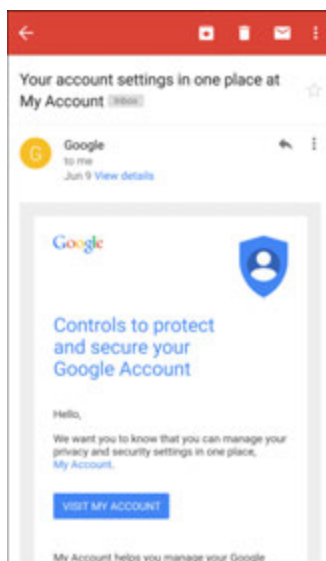 Your account settings in one place at
My Account Inbox
G
Google
to me
Jun 9 View details
Google
Controls to protect
and secure your
Google Account
Hello,
We want you to know that you can manage your
privacy and security settings in one place,
My Account.
VISIT MY ACCOUNT
My Account helps you manage your Google